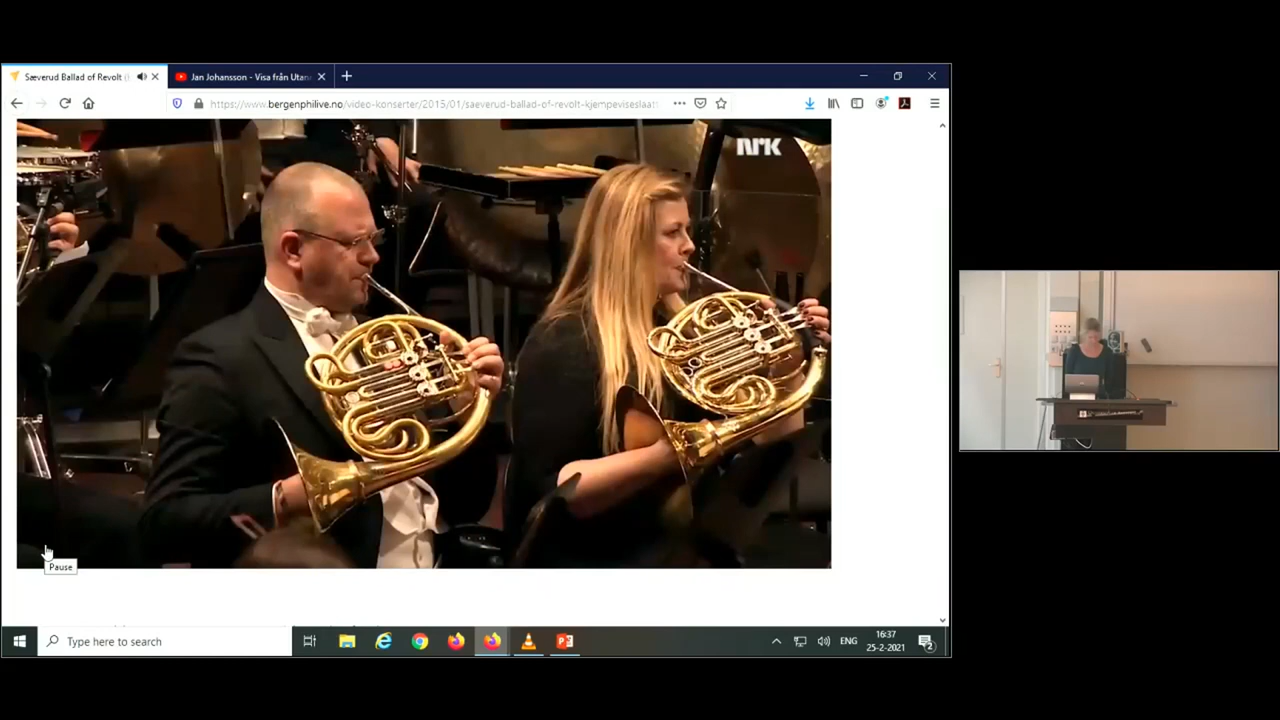 Sæverud Ballad of Revolt (
Jan Johansson - Visa från Utan
https://www.bergenphilive.no/video-konserter/2015/01/saeverud-ballad-of-revolt-kjempeviseslaat
NRK
Pause
Type here to search
ENG
16:37
25-2-2021
2